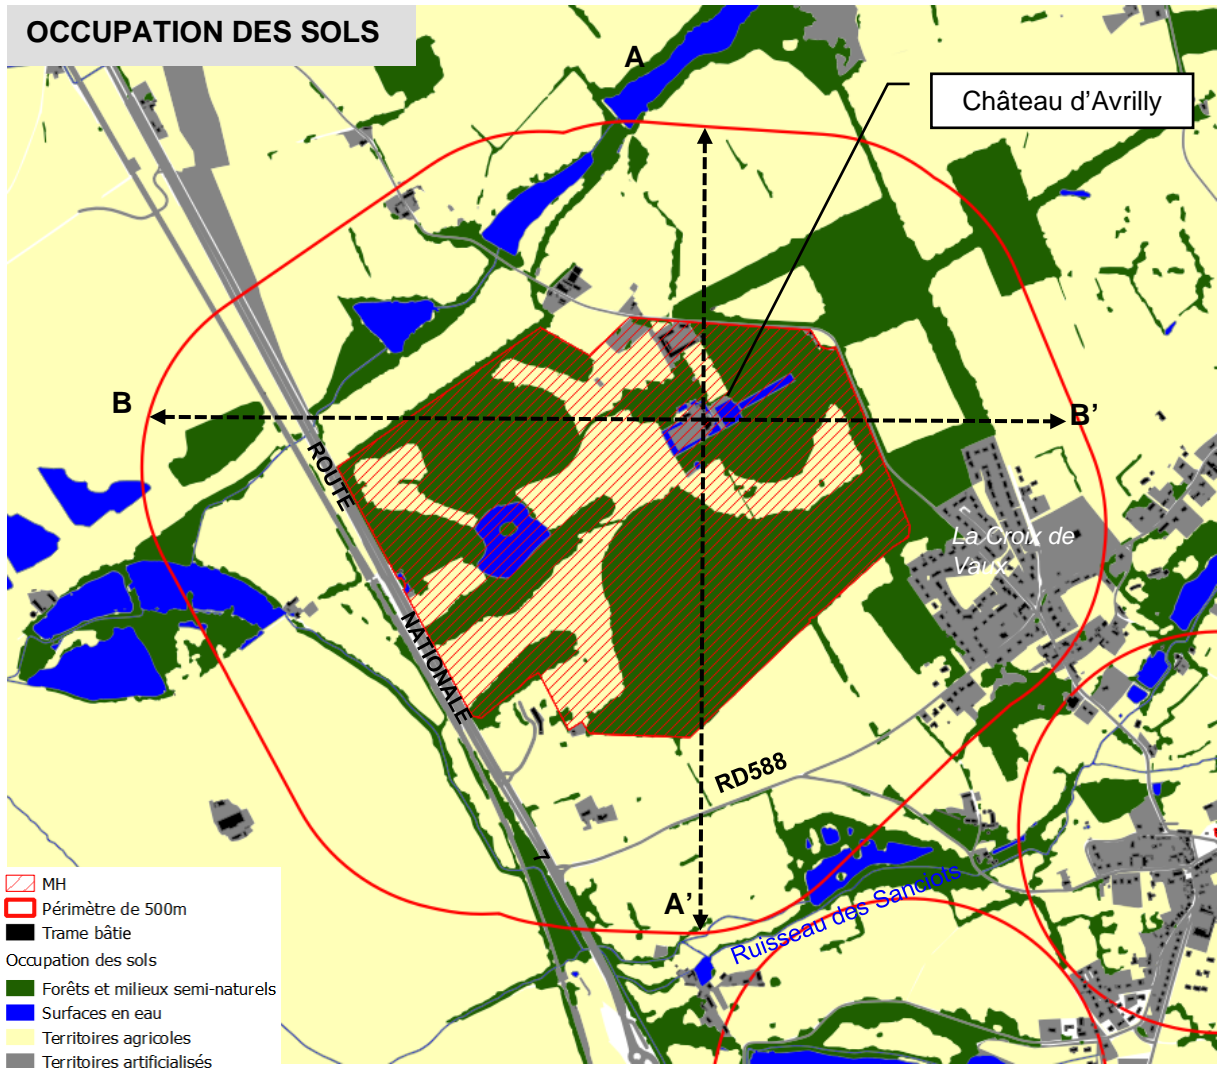 OCCUPATION DES SOLS
A
Château d'Avrilly
B
B'
ROUTE
La Croix de
Vaux
NATIONALE
RD588
7
A'
Ruisseau des Sanciots
MH
Périmètre de 500m
Trame bâtie
Occupation des sols
Forêts et milieux semi-naturels
Surfaces en eau
Territoires agricoles
Territoires artificialisés